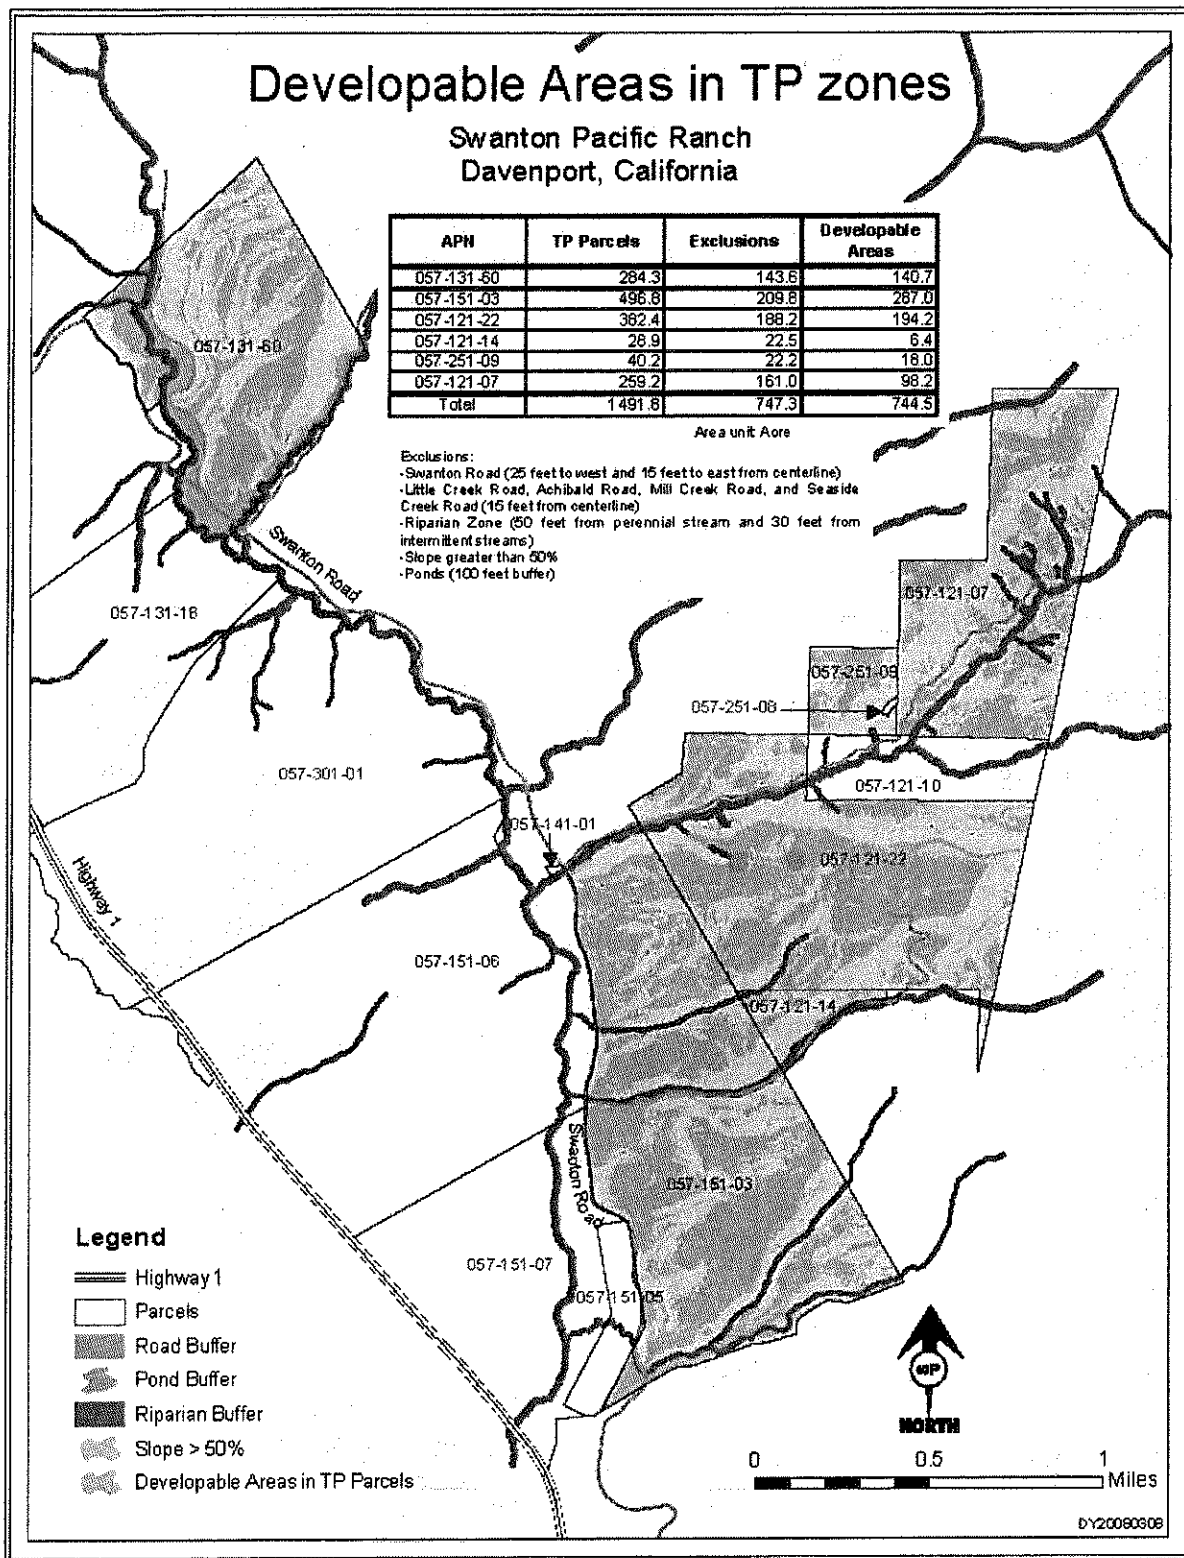 Developable Areas in TP zones
Swanton Pacific Ranch
Davenport, California
APN TP Parcels Exclusions Developable Areas
057-131-60 284.3 143.6 140.7
057-151-03 496.8 209.8 287.0
057-121-22 382.4 188.2 194.2
057-121-14 28.9 22.5 6.4
057-251-09 40.2 22.2 18.0
057-121-07 259.2 161.0 98.2
Total 1491.8 747.3 744.5
Area unit Acre
Exclusions:
-Swanton Road (25 feet to west and 15 feet to east from centerline)
-Little Creek Road, Achibald Road, Mill Creek Road, and Seaside
Creek Road (15 feet from centerline)
-Riparian Zone (50 feet from perennial stream and 30 feet from
intermittent streams)
-Slope greater than 50%
-Ponds (100 feet buffer)
057-131-60
Swanton Road
057-131-18
057-121-07
057-251-09
057-251-08
057-301-01
057-121-10
057-141-01
057-121-22
Highway 1
057-151-06
057-121-14
Swanton Road
057-151-03
057-151-07
057-151-05
Legend
Highway 1
Parcels
Road Buffer
Pond Buffer
Riparian Buffer
Slope > 50%
Developable Areas in TP Parcels
NORTH
0 0.5 1
Miles
DY20080308